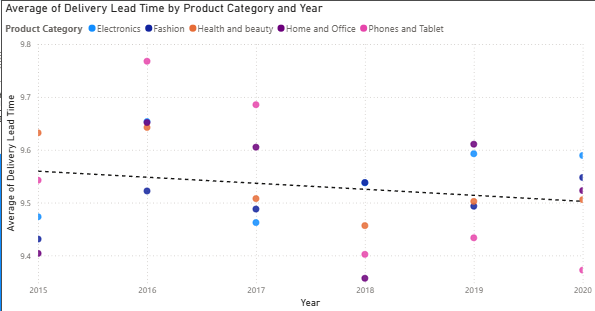 Average of Delivery Lead Time by Product Category and Year
Product Category Electronics Fashion Health and beauty Home and Office Phones and Tablet
Average of Delivery Lead Time
9.8
9.7
9.6
9.5
9.4
2015 2016 2017 2018 2019 2020
Year